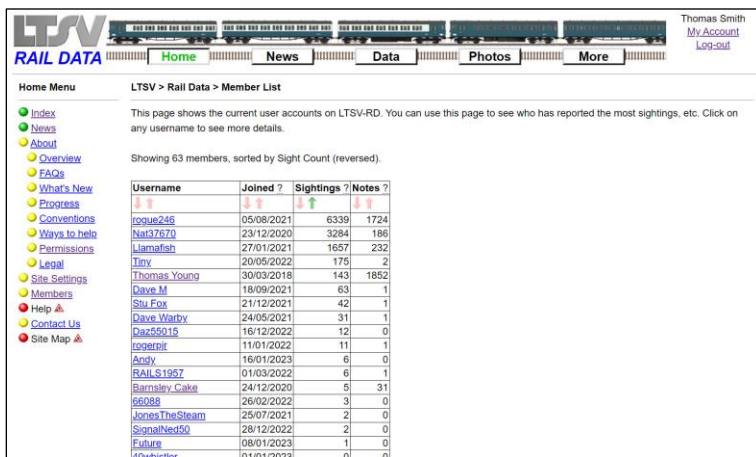 LTSV
RAIL DATA
Home
News
Data
Photos
More
Thomas Smith
My Account
Log-out
Home Menu
Index
News
About
Overview
FAQs
What's New
Progress
Conventions
Ways to help
Permissions
Legal
Site Settings
Members
Help
Contact Us
Site Map
LTSV > Rail Data > Member List
This page shows the current user accounts on LTSV-RD. You can use this page to see who has reported the most sightings, etc. Click on
any username to see more details.
Showing 63 members, sorted by Sight Count (reversed).
Username Joined ? Sightings ? Notes ?
rogue246 05/08/2021 6339 1724
Nat37670 23/12/2020 3284 186
Llamafish 27/01/2021 1657 232
Tiny 20/05/2022 175 2
Thomas Young 30/03/2018 143 1852
Dave M 18/09/2021 63 1
Stu Fox 21/12/2021 42 1
Dave Warby 24/05/2021 31 1
Daz55015 16/12/2022 12 0
rogerpjr 11/01/2022 11 1
Andy 16/01/2023 6 0
RAILS1957 01/03/2022 6 1
Barnsley Cake 24/12/2020 5 31
66088 26/02/2022 3 0
JonesTheSteam 25/07/2021 2 0
SignalNed50 28/12/2022 2 0
Future 08/01/2023 1 0
49whistler 01/01/2023 0 0